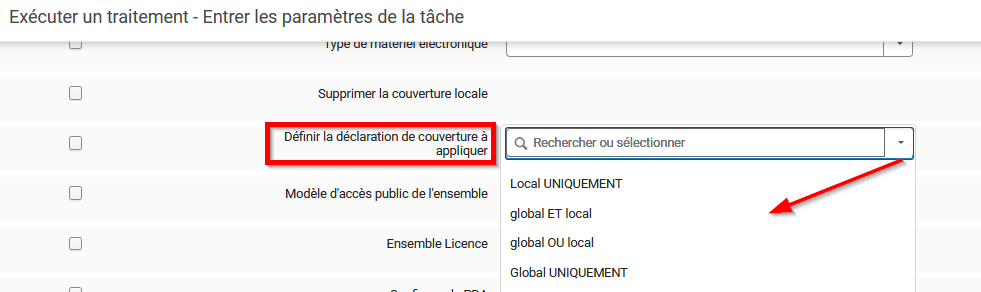 Exécuter un traitement - Entrer les paramètres de la tâche
Type de matériel électronique
Supprimer la couverture locale
Définir la déclaration de couverture à
appliquer
Rechercher ou sélectionner
Local UNIQUEMENT
global ET local
Modèle d'accès public de l'ensemble
global OU local
Ensemble Licence
Global UNIQUEMENT